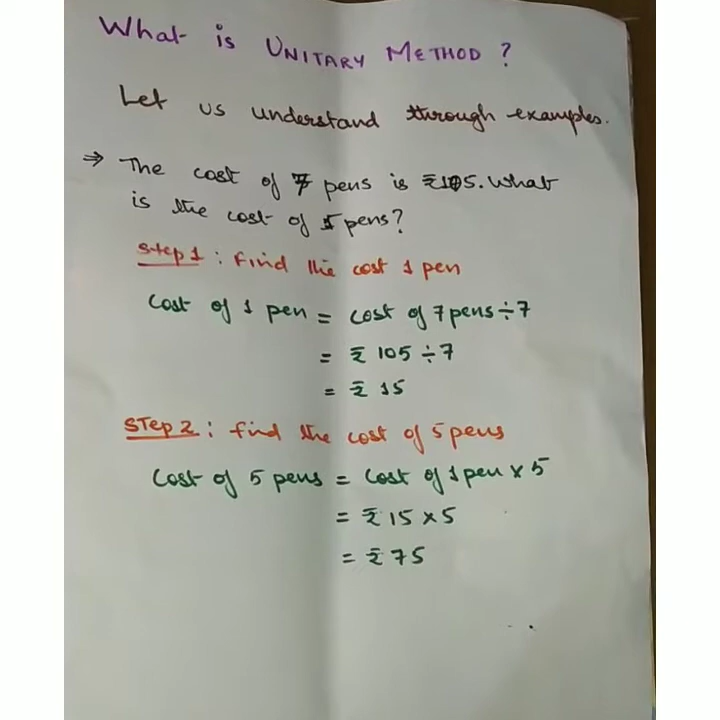 What is UNITARY METHOD ?
Let us understand through examples.
⇒ The cost of 7 pens is ₹105. What
is the cost of 5 pens?
Step 1 : Find the cost 1 pen
Cost of 1 pen = cost of 7 pens ÷ 7
= ₹ 105 ÷ 7
= ₹ 15
STep 2 : find the cost of 5 pens
Cost of 5 pens = Cost of 1 pen × 5
= ₹ 15 × 5
= ₹ 75